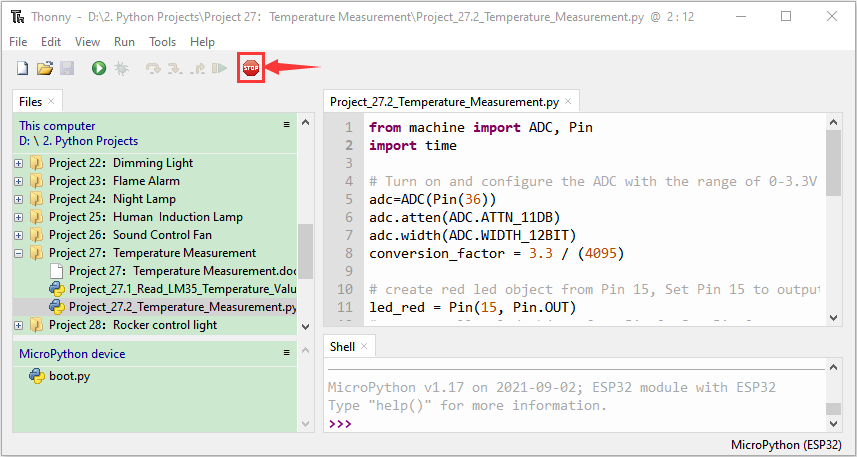 Thonny - D:\2. Python Projects\Project 27: Temperature Measurement\Project_27.2_Temperature_Measurement.py @ 2 : 12
File Edit View Run Tools Help
STOP
Files
This computer
D: \ 2. Python Projects
Project 22: Dimming Light
Project 23: Flame Alarm
Project 24: Night Lamp
Project 25: Human Induction Lamp
Project 26: Sound Control Fan
Project 27: Temperature Measurement
Project 27: Temperature Measurement.doc
Project_27.1_Read_LM35_Temperature_Valu
Project_27.2_Temperature_Measurement.py
Project 28: Rocker control light
MicroPython device
boot.py
Project_27.2_Temperature_Measurement.py
1 from machine import ADC, Pin
2 import time
3
4 # Turn on and configure the ADC with the range of 0-3.3V
5 adc=ADC(Pin(36))
6 adc.atten(ADC.ATTN_11DB)
7 adc.width(ADC.WIDTH_12BIT)
8 conversion_factor = 3.3 / (4095)
9
10 # create red led object from Pin 15, Set Pin 15 to output
11 led_red = Pin(15, Pin.OUT)
Shell
MicroPython v1.17 on 2021-09-02; ESP32 module with ESP32
Type "help()" for more information.
>>>
MicroPython (ESP32)